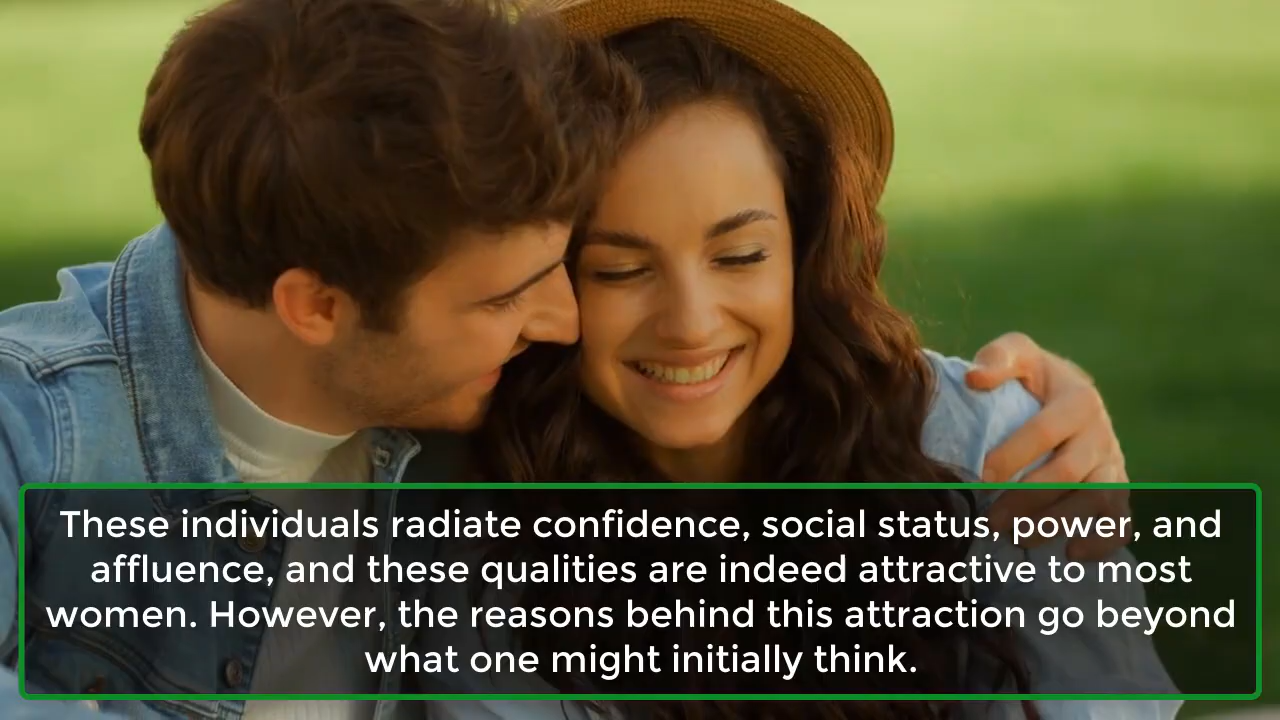 These individuals radiate confidence, social status, power, and
affluence, and these qualities are indeed attractive to most
women. However, the reasons behind this attraction go beyond
what one might initially think.